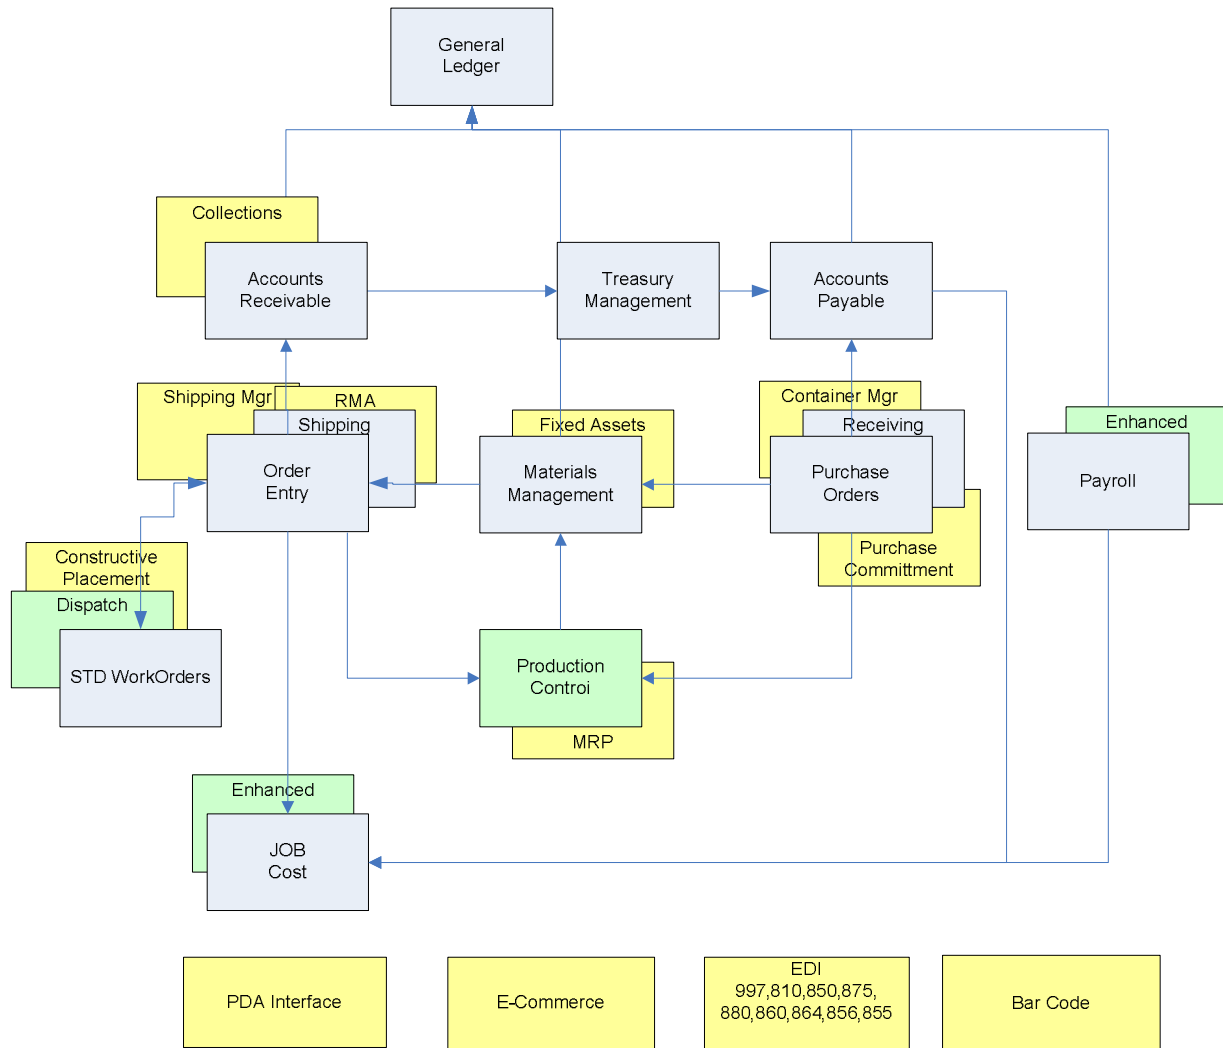 General
Ledger
Collections
Accounts
Receivable
Treasury
Management
Accounts
Payable
Shipping Mgr
RMA
Shipping
Order
Entry
Fixed Assets
Materials
Management
Container Mgr
Receiving
Purchase
Orders
Purchase
Committment
Enhanced
Payroll
Constructive
Placement
Dispatch
STD WorkOrders
Production
Controi
MRP
Enhanced
JOB
Cost
PDA Interface
E-Commerce
EDI
997,810,850,875,
880,860,864,856,855
Bar Code